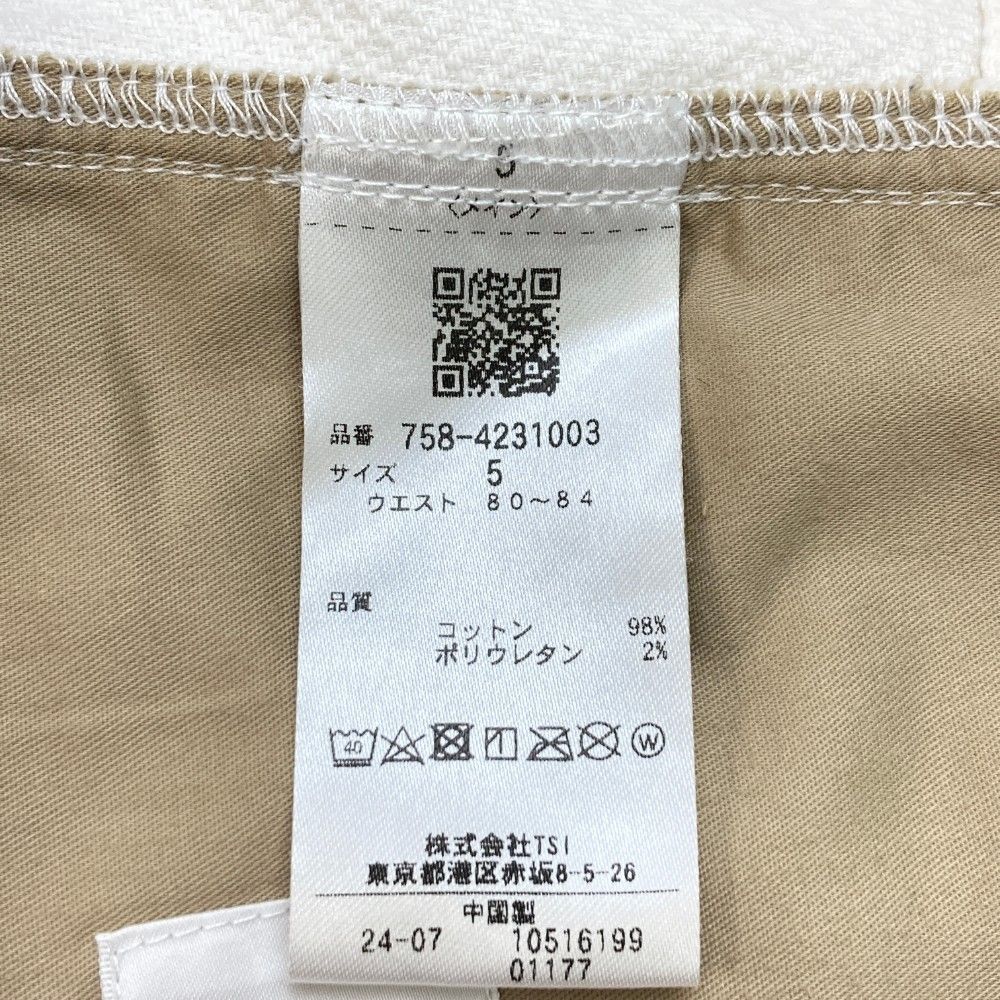 〈メイン〉
品番 758-4231003
サイズ 5
ウエスト 80～84
品質
コットン 98%
ポリウレタン 2%
40 W
株式会社TSI
東京都港区赤坂8-5-26
中国製
24-07 10516199
01177